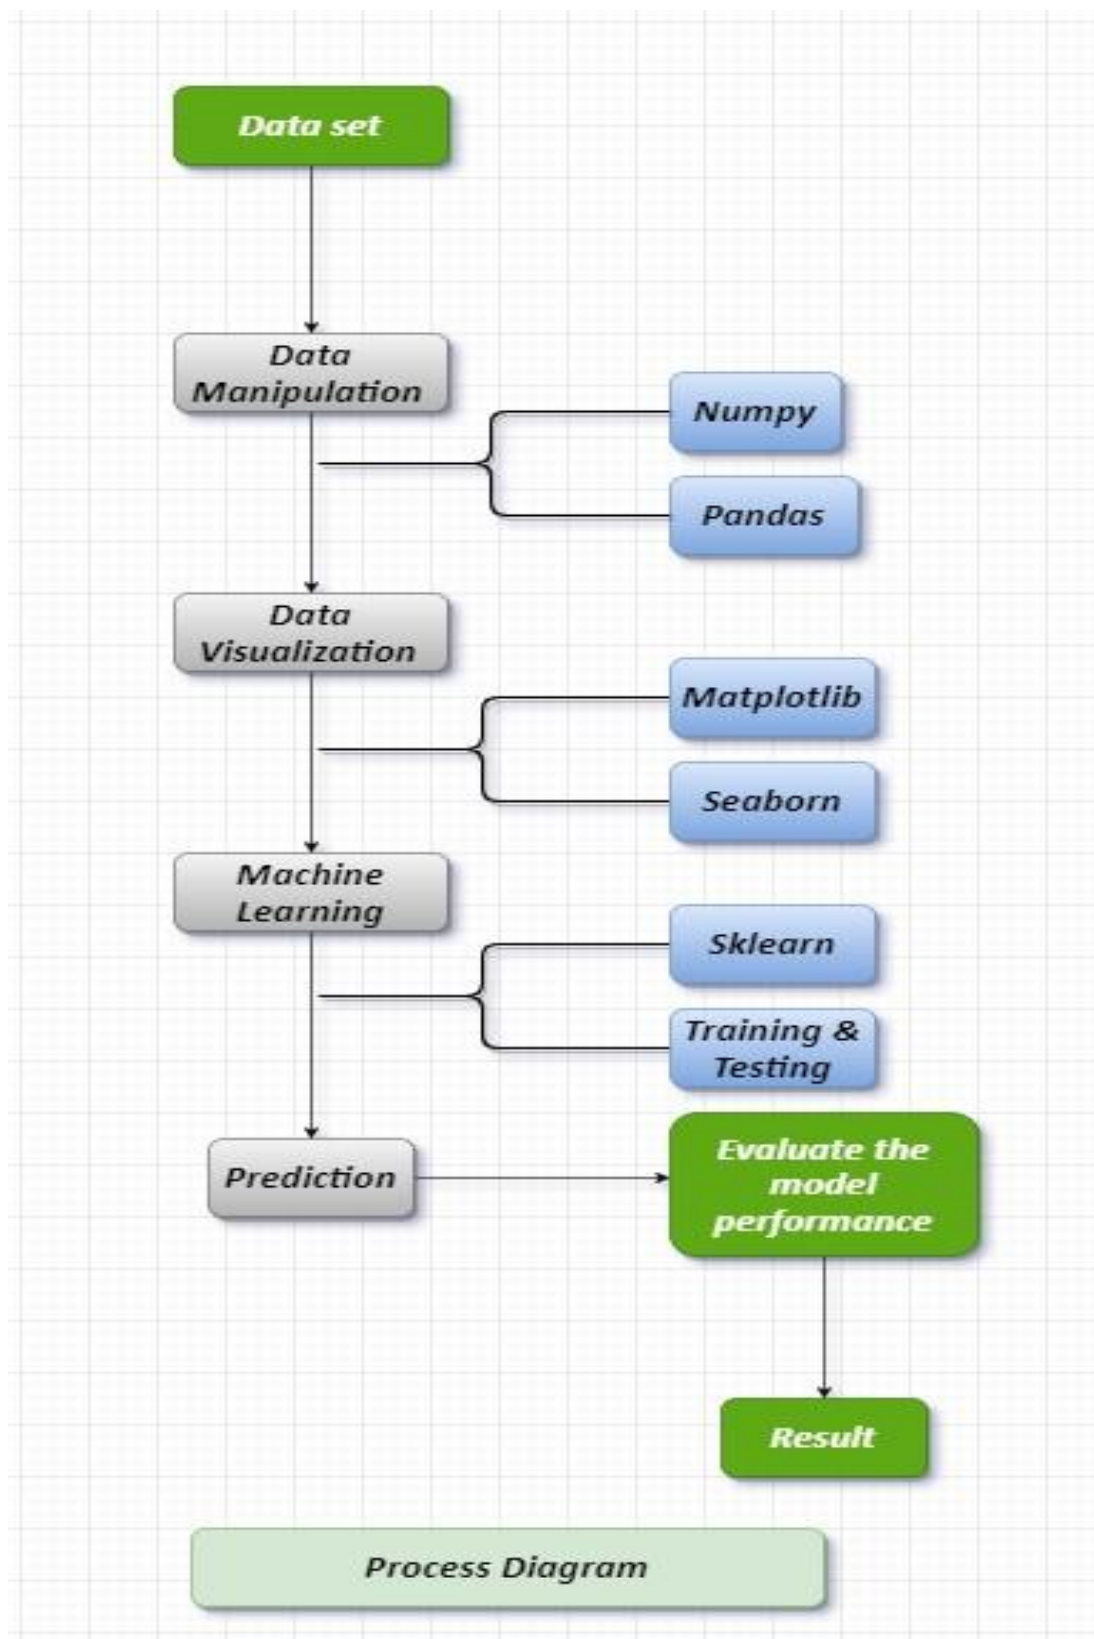 Data set
Data
Manipulation
Numpy
Pandas
Data
Visualization
Matplotlib
Seaborn
Machine
Learning
Sklearn
Training &
Testing
Prediction
Evaluate the
model
performance
Result
Process Diagram